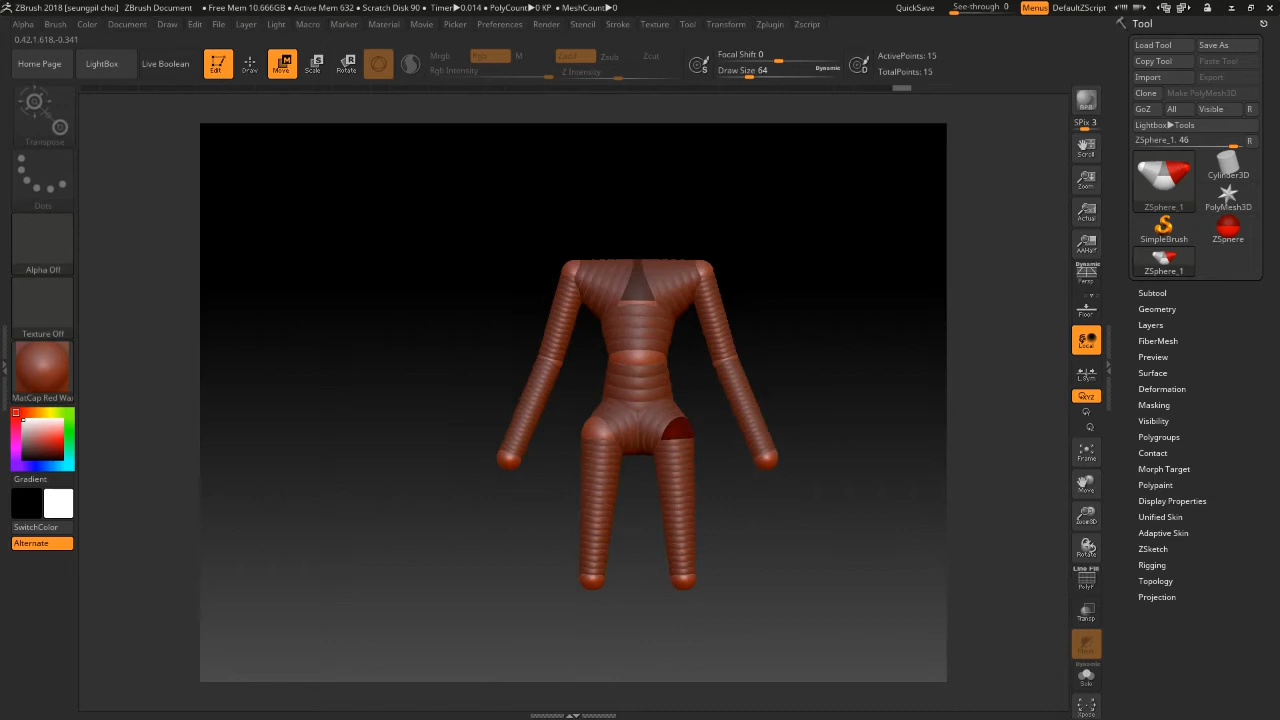 ZBrush 2018 [seungpil choi]   ZBrush Document   ● Free Mem 10.666GB ● Active Mem 632 ● Scratch Disk 90 ● Timer▶0.014 ● PolyCount▶0 KP ● MeshCount▶0 QuickSave See-through 0 Menus DefaultZScript
Alpha Brush Color Document Draw Edit File Layer Light Macro Marker Material Movie Picker Preferences Render Stencil Stroke Texture Tool Transform Zplugin Zscript
0.42,1.618,-0.341
Home Page LightBox Live Boolean Edit Draw Move Scale Rotate
Mrgb Rgb M
Rgb Intensity
Zadd Zsub Zcut
Z Intensity
Focal Shift 0
Draw Size 64 Dynamic
ActivePoints: 15
TotalPoints: 15
Transpose
Dots
Alpha Off
Texture Off
MatCap Red Wax
Gradient
SwitchColor
Alternate
BPR
SPix 3
Scroll
Zoom
Actual
AAHalf
Dynamic
Persp
Floor
Local
L.Sym
XYZ
Frame
Move
Zoom3D
Rotate
Line Fill
PolyF
Transp
Dynamic
Solo
Xpose
Tool
Load Tool Save As
Copy Tool Paste Tool
Import Export
Clone Make PolyMesh3D
GoZ All Visible R
Lightbox▶Tools
ZSphere_1. 46 R
ZSphere_1 Cylinder3D
PolyMesh3D
SimpleBrush ZSphere
ZSphere_1
Subtool
Geometry
Layers
FiberMesh
Preview
Surface
Deformation
Masking
Visibility
Polygroups
Contact
Morph Target
Polypaint
Display Properties
Unified Skin
Adaptive Skin
ZSketch
Rigging
Topology
Projection